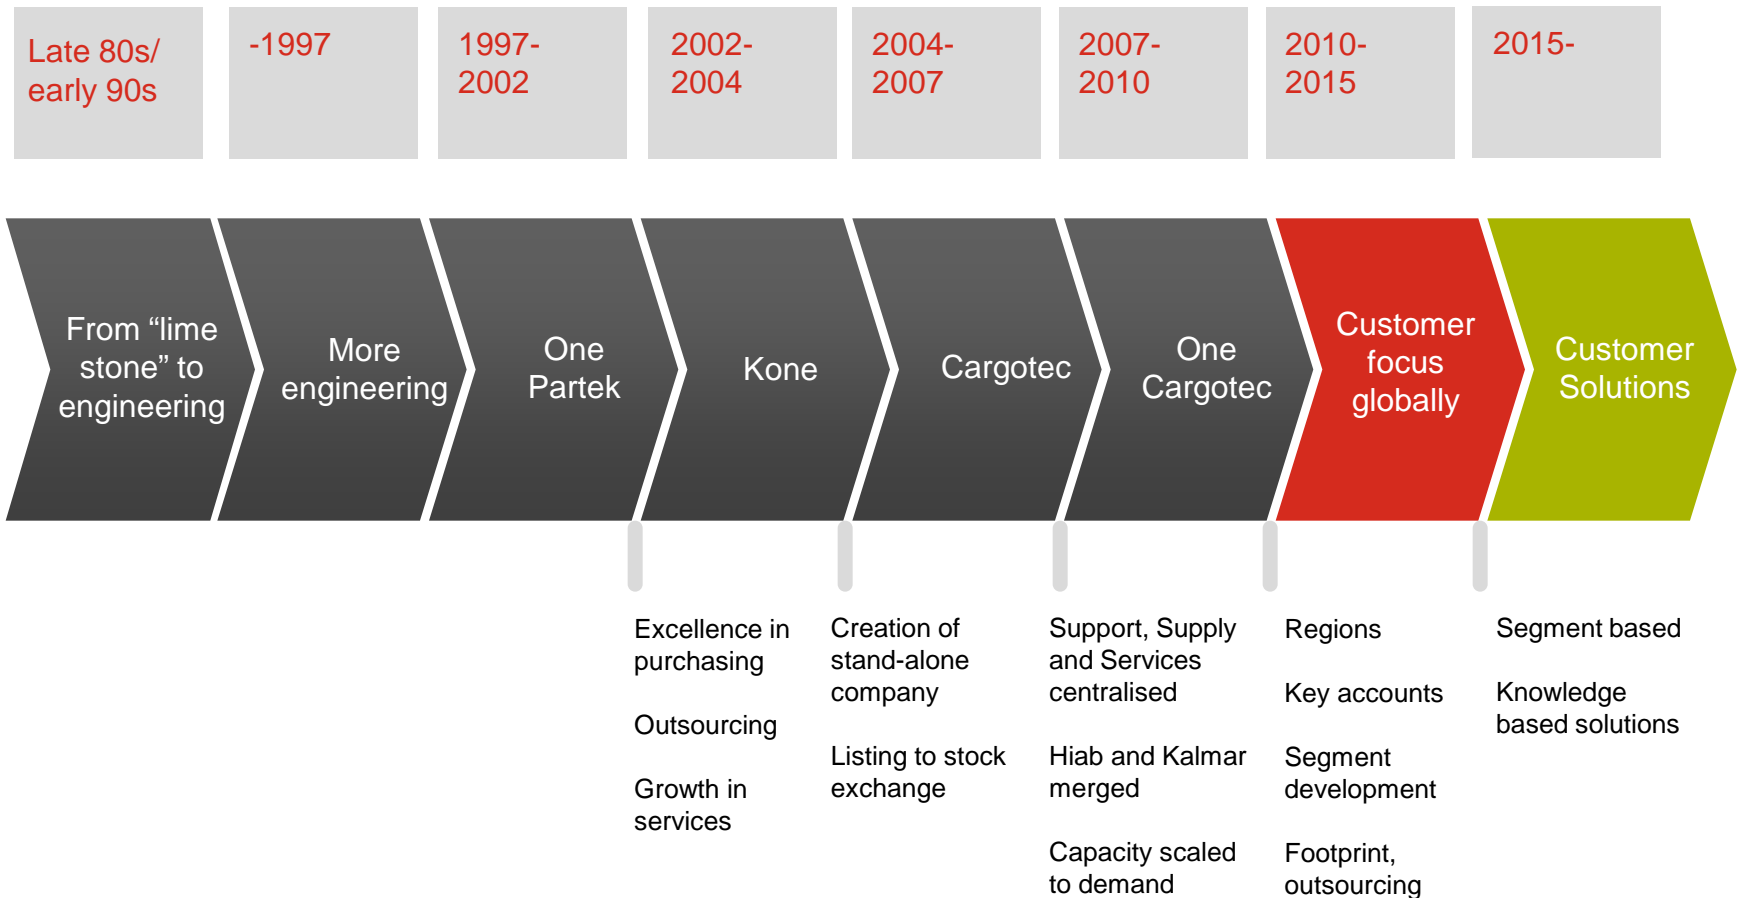 Late 80s/
early 90s
-1997
1997-
2002
2002-
2004
2004-
2007
2007-
2010
2010-
2015
2015-
From “lime
stone” to
engineering
More
engineering
One
Partek
Kone
Cargotec
One
Cargotec
Customer
focus
globally
Customer
Solutions
Excellence in
purchasing
Outsourcing
Growth in
services
Creation of
stand-alone
company
Listing to stock
exchange
Support, Supply
and Services
centralised
Hiab and Kalmar
merged
Capacity scaled
to demand
Regions
Key accounts
Segment
development
Footprint,
outsourcing
Segment based
Knowledge
based solutions